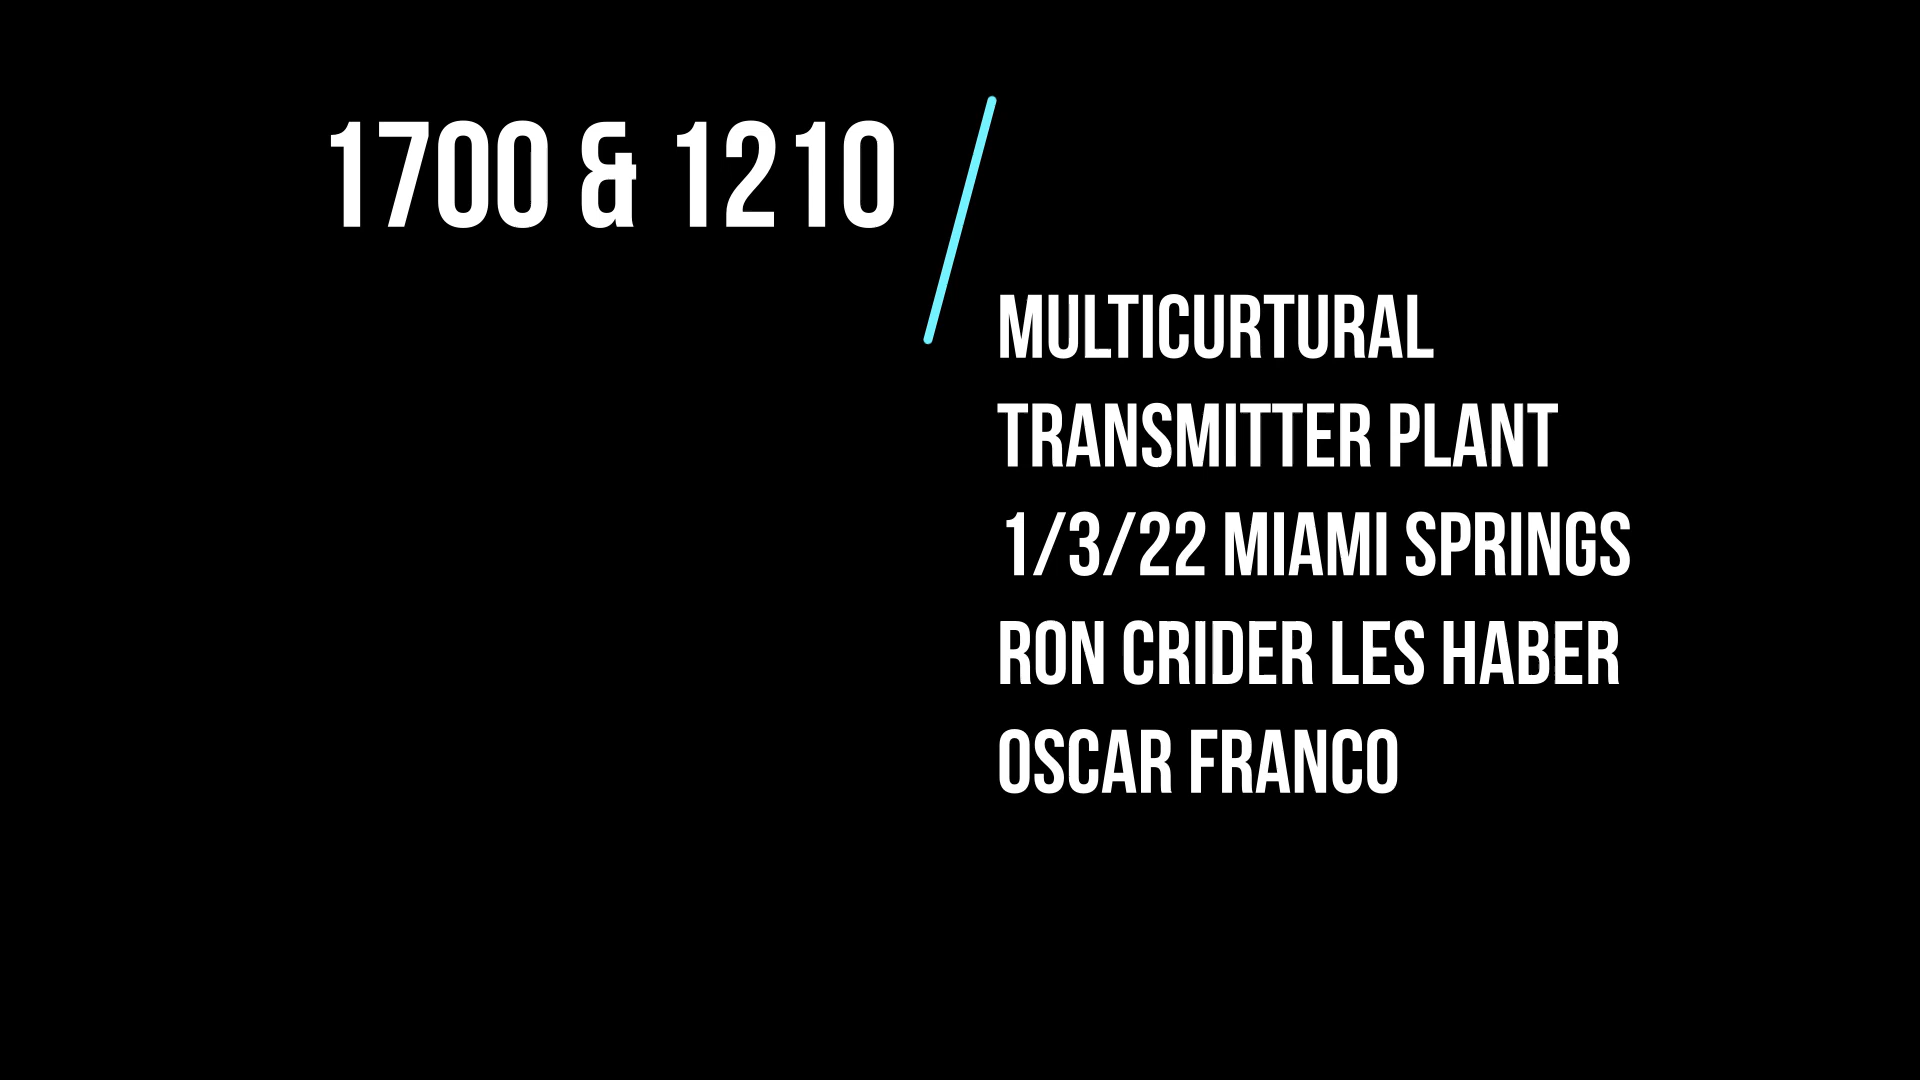 1700 & 1210
MULTICURTURAL
TRANSMITTER PLANT
1/3/22 MIAMI SPRINGS
RON CRIDER LES HABER
OSCAR FRANCO